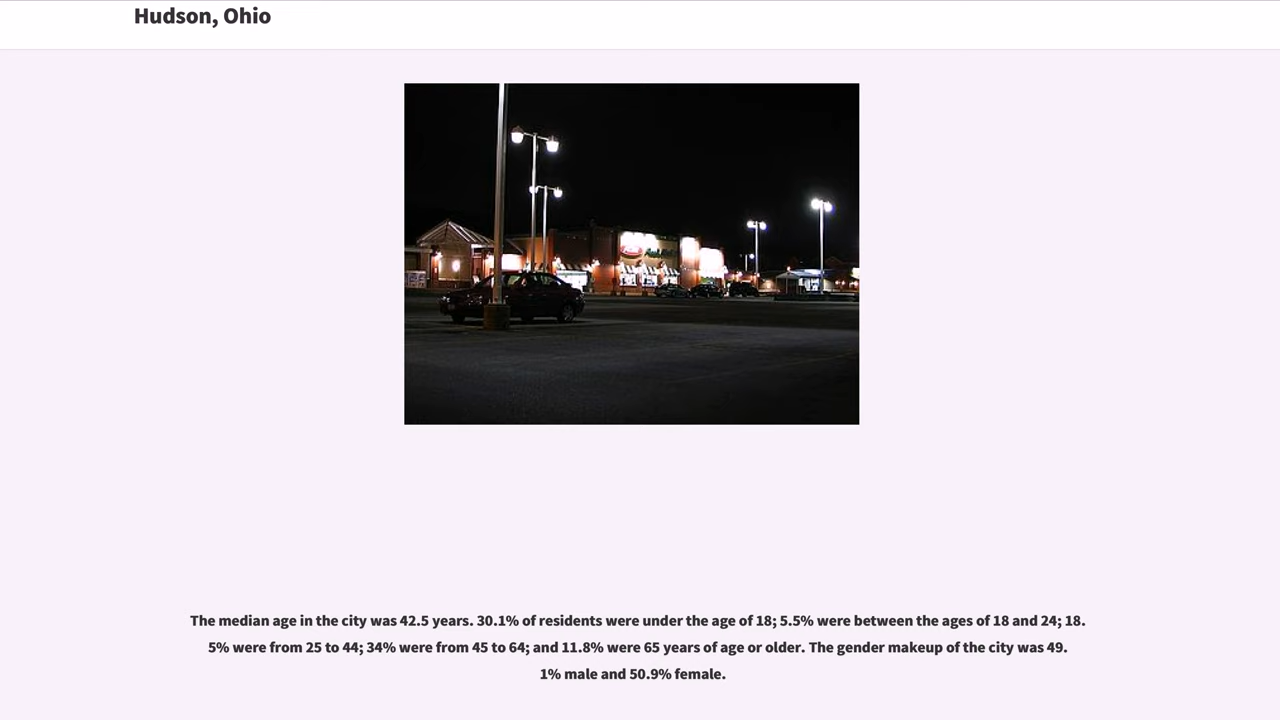 Hudson, Ohio
The median age in the city was 42.5 years. 30.1% of residents were under the age of 18; 5.5% were between the ages of 18 and 24; 18.
5% were from 25 to 44; 34% were from 45 to 64; and 11.8% were 65 years of age or older. The gender makeup of the city was 49.
1% male and 50.9% female.